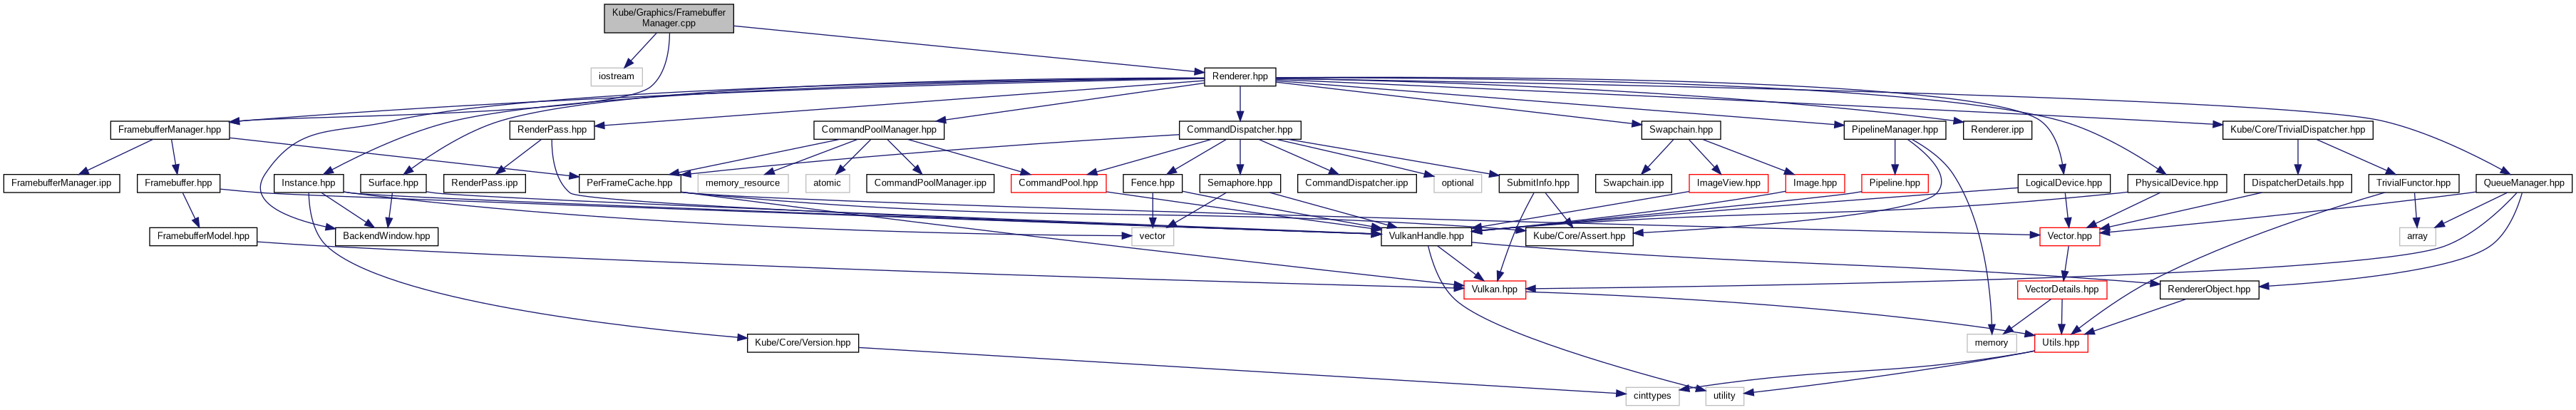 Kube/Graphics/Framebuffer
Manager.cpp
iostream
Renderer.hpp
FramebufferManager.hpp
RenderPass.hpp
CommandPoolManager.hpp
CommandDispatcher.hpp
Swapchain.hpp
PipelineManager.hpp
Renderer.ipp
Kube/Core/TrivialDispatcher.hpp
FramebufferManager.ipp
Framebuffer.hpp
Instance.hpp
Surface.hpp
RenderPass.ipp
PerFrameCache.hpp
memory_resource
atomic
CommandPoolManager.ipp
CommandPool.hpp
Fence.hpp
Semaphore.hpp
CommandDispatcher.ipp
optional
SubmitInfo.hpp
Swapchain.ipp
ImageView.hpp
Image.hpp
Pipeline.hpp
LogicalDevice.hpp
PhysicalDevice.hpp
DispatcherDetails.hpp
TrivialFunctor.hpp
QueueManager.hpp
FramebufferModel.hpp
BackendWindow.hpp
vector
VulkanHandle.hpp
Kube/Core/Assert.hpp
Vector.hpp
array
Vulkan.hpp
VectorDetails.hpp
RendererObject.hpp
Kube/Core/Version.hpp
memory
Utils.hpp
cinttypes
utility